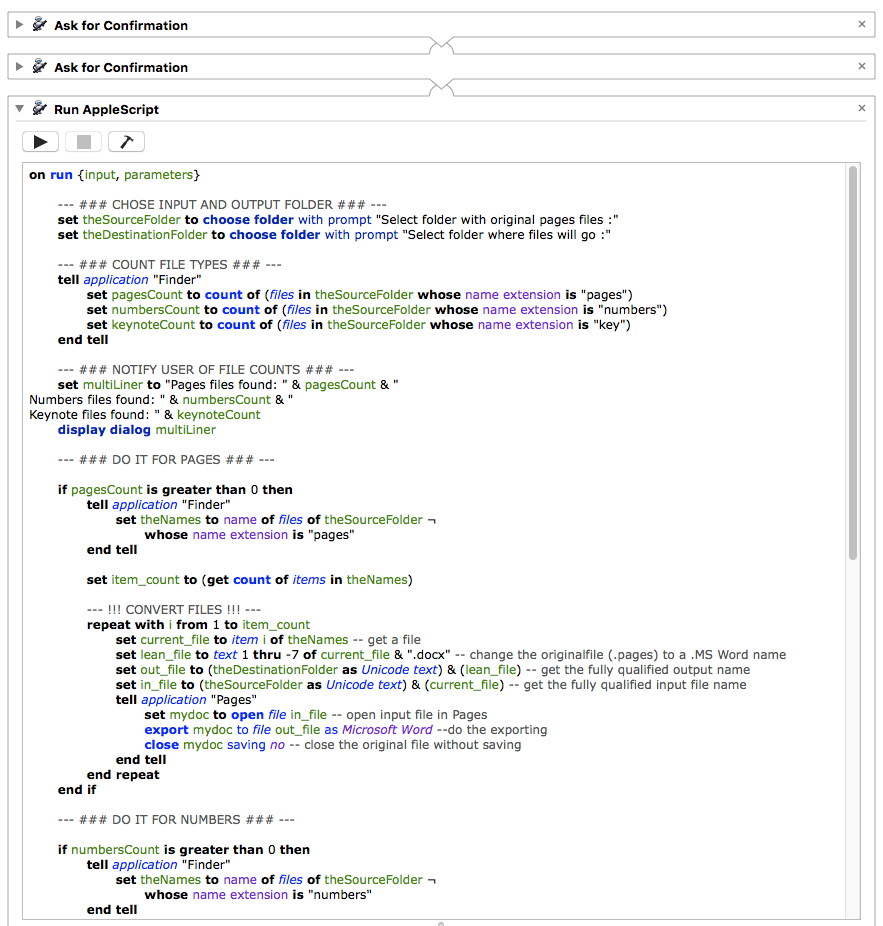 Ask for Confirmation
Ask for Confirmation
Run AppleScript
on run {input, parameters}
--- ### CHOSE INPUT AND OUTPUT FOLDER ### ---
set theSourceFolder to choose folder with prompt "Select folder with original pages files :"
set theDestinationFolder to choose folder with prompt "Select folder where files will go :"
--- ### COUNT FILE TYPES ### ---
tell application "Finder"
set pagesCount to count of (files in theSourceFolder whose name extension is "pages")
set numbersCount to count of (files in theSourceFolder whose name extension is "numbers")
set keynoteCount to count of (files in theSourceFolder whose name extension is "key")
end tell
--- ### NOTIFY USER OF FILE COUNTS ### ---
set multiLiner to "Pages files found: " & pagesCount & "
Numbers files found: " & numbersCount & "
Keynote files found: " & keynoteCount
display dialog multiLiner
--- ### DO IT FOR PAGES ### ---
if pagesCount is greater than 0 then
tell application "Finder"
set theNames to name of files of theSourceFolder ¬
whose name extension is "pages"
end tell
set item_count to (get count of items in theNames)
--- !!! CONVERT FILES !!! ---
repeat with i from 1 to item_count
set current_file to item i of theNames -- get a file
set lean_file to text 1 thru -7 of current_file & ".docx" -- change the originalfile (.pages) to a .MS Word name
set out_file to (theDestinationFolder as Unicode text) & (lean_file) -- get the fully qualified output name
set in_file to (theSourceFolder as Unicode text) & (current_file) -- get the fully qualified input file name
tell application "Pages"
set mydoc to open file in_file -- open input file in Pages
export mydoc to file out_file as Microsoft Word --do the exporting
close mydoc saving no -- close the original file without saving
end tell
end repeat
end if
--- ### DO IT FOR NUMBERS ### ---
if numbersCount is greater than 0 then
tell application "Finder"
set theNames to name of files of theSourceFolder ¬
whose name extension is "numbers"
end tell